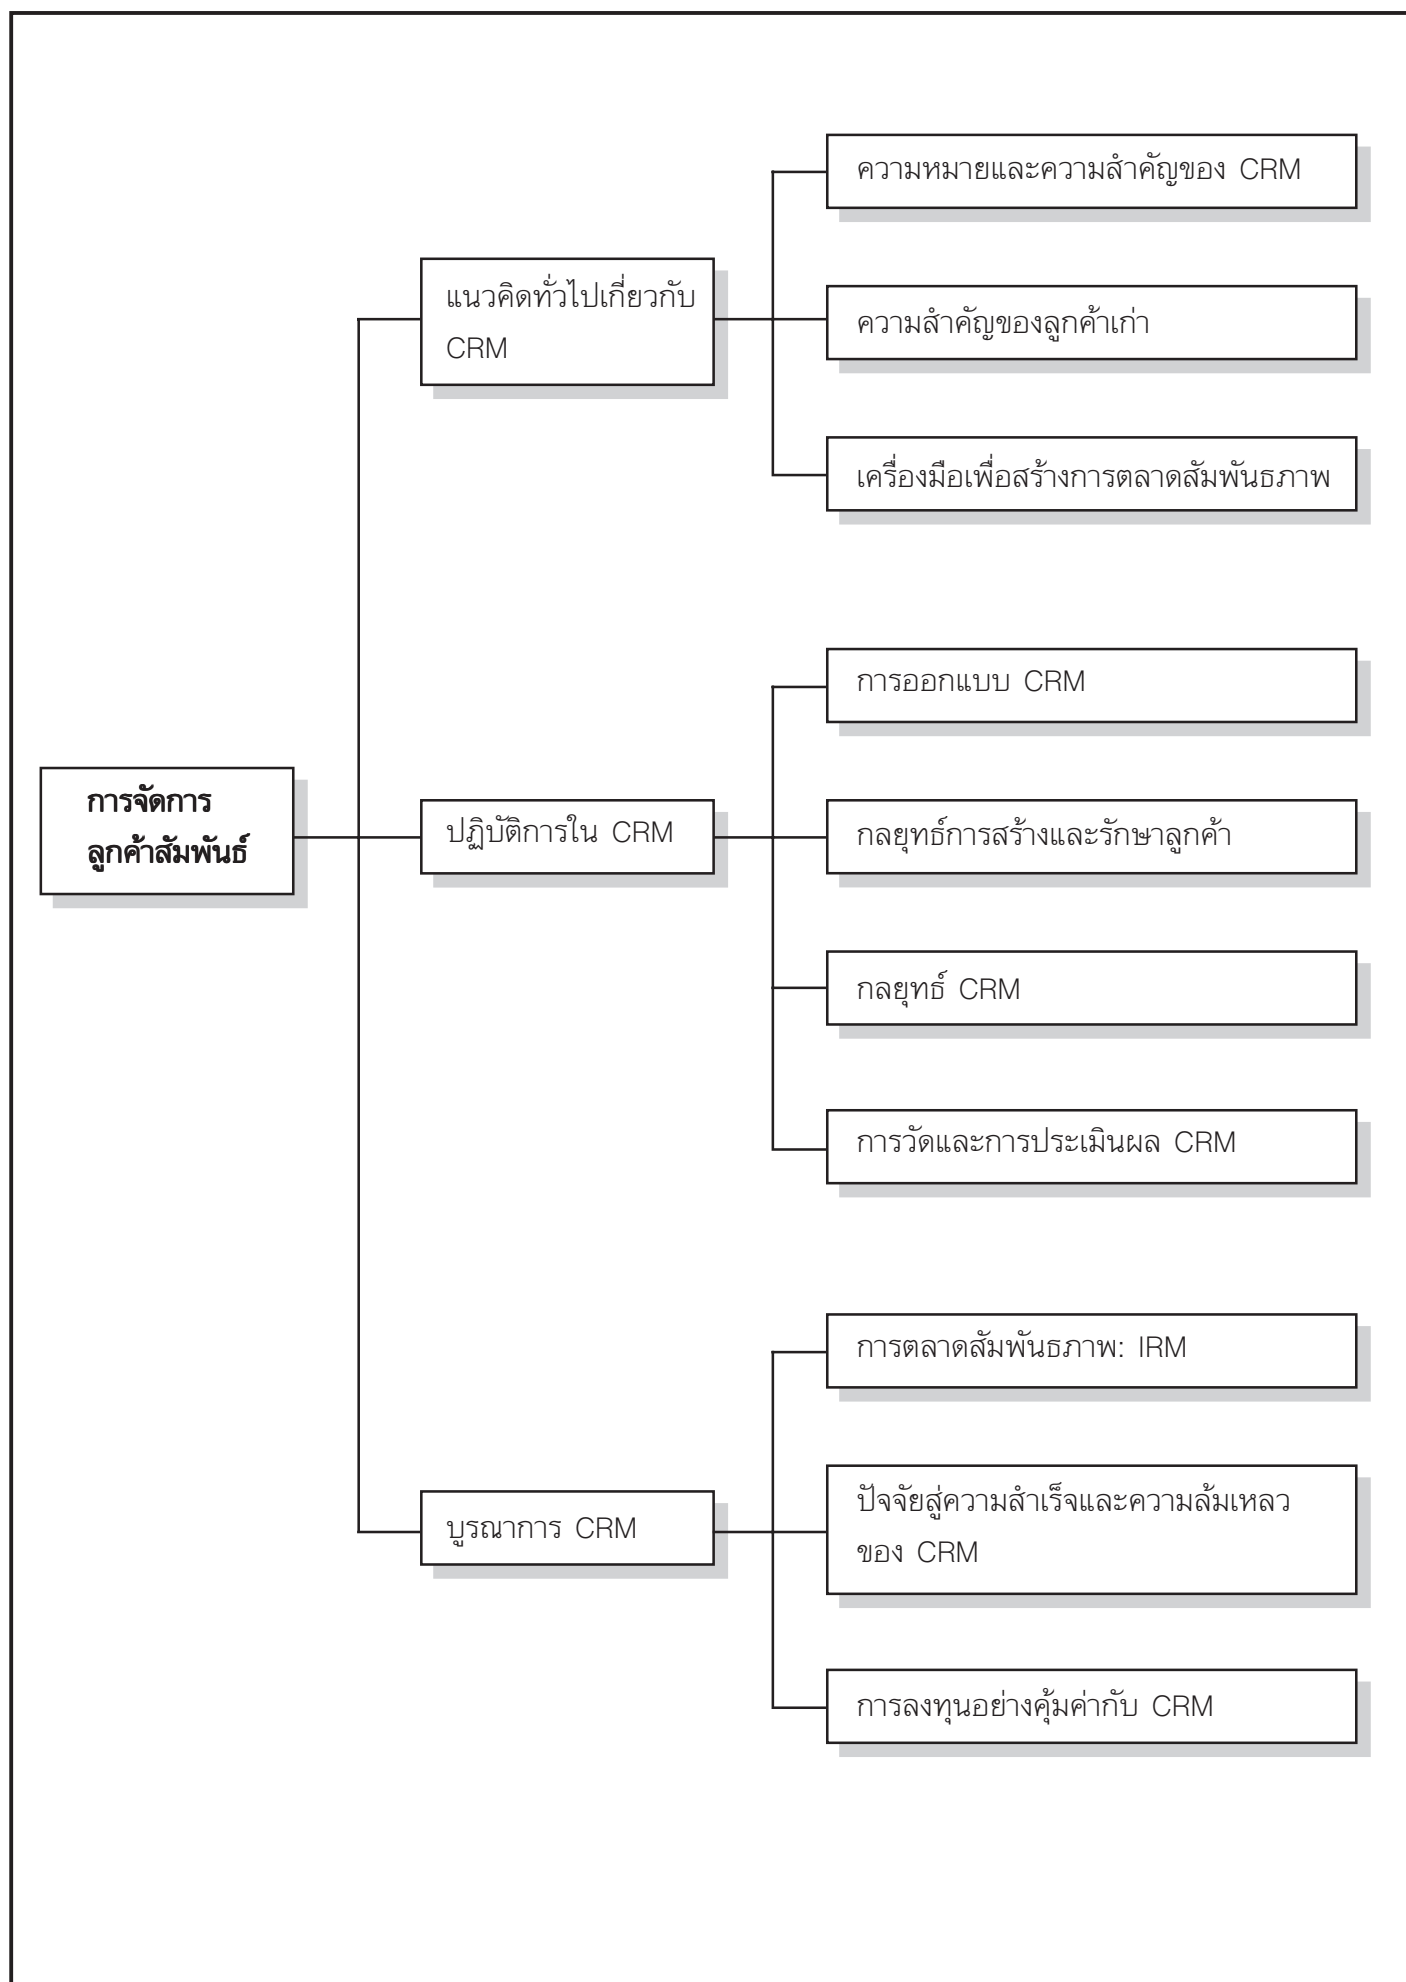 ความหมายและความสำคัญของ CRM
แนวคิดทั่วไปเกี่ยวกับ
CRM
ความสำคัญของลูกค้าเก่า
เครื่องมือเพื่อสร้างการตลาดสัมพันธภาพ
การออกแบบ CRM
การจัดการ
ลูกค้าสัมพันธ์
ปฏิบัติการใน CRM
กลยุทธ์การสร้างและรักษาลูกค้า
กลยุทธ์ CRM
การวัดและการประเมินผล CRM
การตลาดสัมพันธภาพ: IRM
บูรณาการ CRM
ปัจจัยสู่ความสำเร็จและความล้มเหลว
ของ CRM
การลงทุนอย่างคุ้มค่ากับ CRM